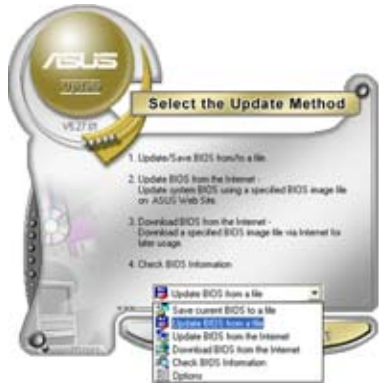 ASUS
Update
Select the Update Method
1. Update/Save BIOS from/to a file.
2. Update BIOS from the Internet -
Update system BIOS using a specified BIOS image file
on ASUS Web Site.
3. Download BIOS from the Internet -
Download a specified BIOS image file via Internet for
later usage.
4. Check BIOS Information
Update BIOS from a file
Save current BIOS to a file
Update BIOS from a file
Update BIOS from the Internet
Download BIOS from the Internet
Check BIOS Information
Options